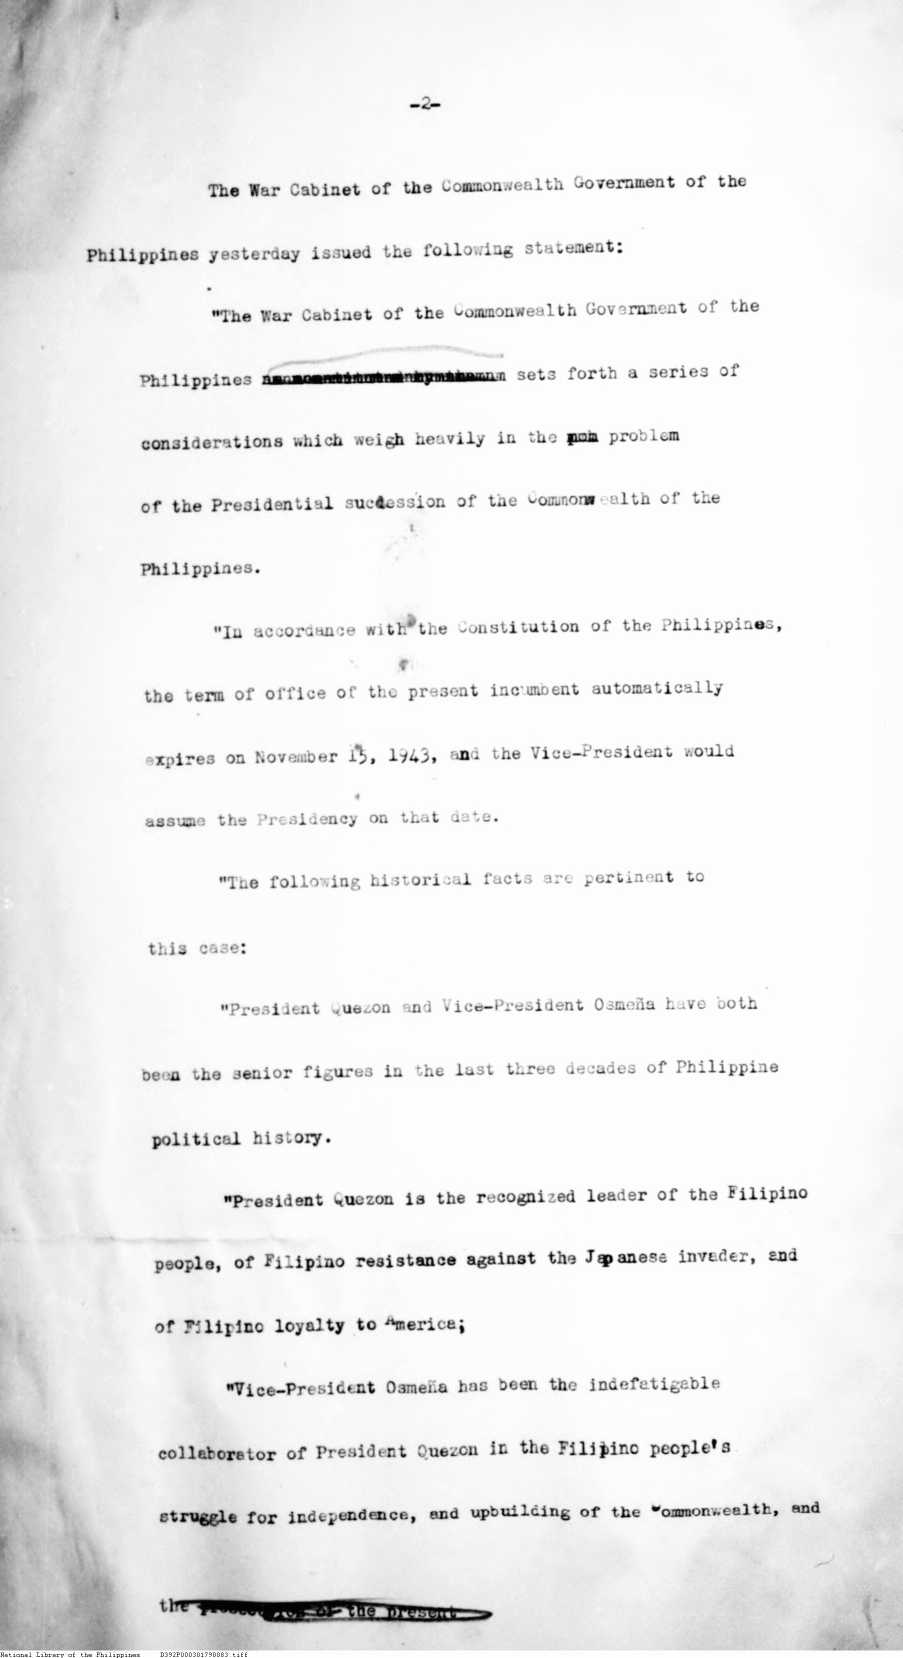 -2-
The War Cabinet of the Commonwealth Government of the
Philippines yesterday issued the following statement:
"The War Cabinet of the Commonwealth Government of the
Philippines sets forth a series of
considerations which weigh heavily in the problem
of the Presidential succession of the Commonwealth of the
Philippines.
"In accordance with the Constitution of the Philippines,
the term of office of the present incumbent automatically
expires on November 15, 1943, and the Vice-President would
assume the Presidency on that date.
"The following historical facts are pertinent to
this case:
"President Quezon and Vice-President Osmeña have both
been the senior figures in the last three decades of Philippine
political history.
"President Quezon is the recognized leader of the Filipino
people, of Filipino resistance against the Japanese invader, and
of Filipino loyalty to America;
"Vice-President Osmeña has been the indefatigable
collaborator of President Quezon in the Filipino people's
struggle for independence, and upbuilding of the Commonwealth, and
the of the present
National Library of the Philippines D392P000301790083.tiff